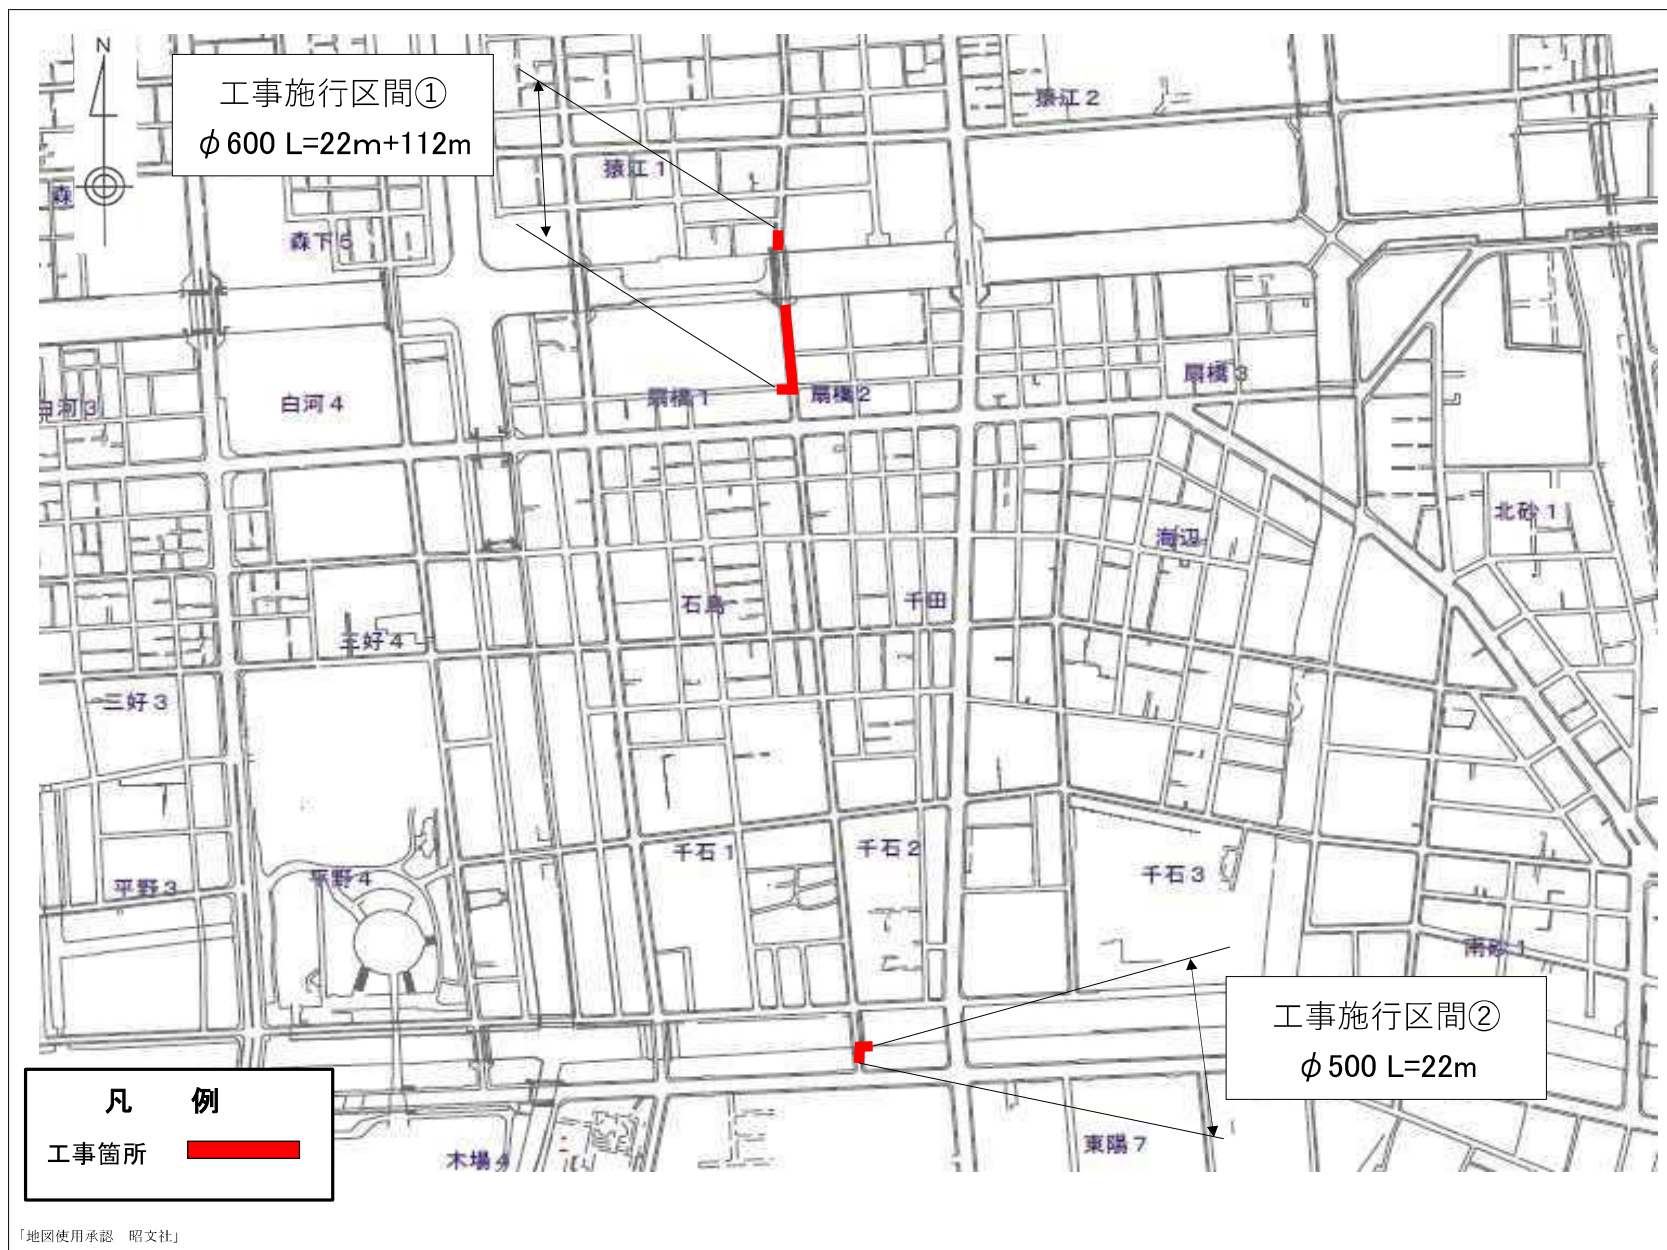 N
工事施行区間①
φ600 L=22m+112m
猿江2
猿江1
森
森下5
扇橋3
白河3
白河4
扇橋1
扇橋2
北砂1
海辺
石島
千田
三好4
三好3
千石1
千石2
千石3
平野3
平野4
南砂1
工事施行区間②
φ500 L=22m
凡 例
工事箇所
木場4
東陽7
「地図使用承認 昭文社」